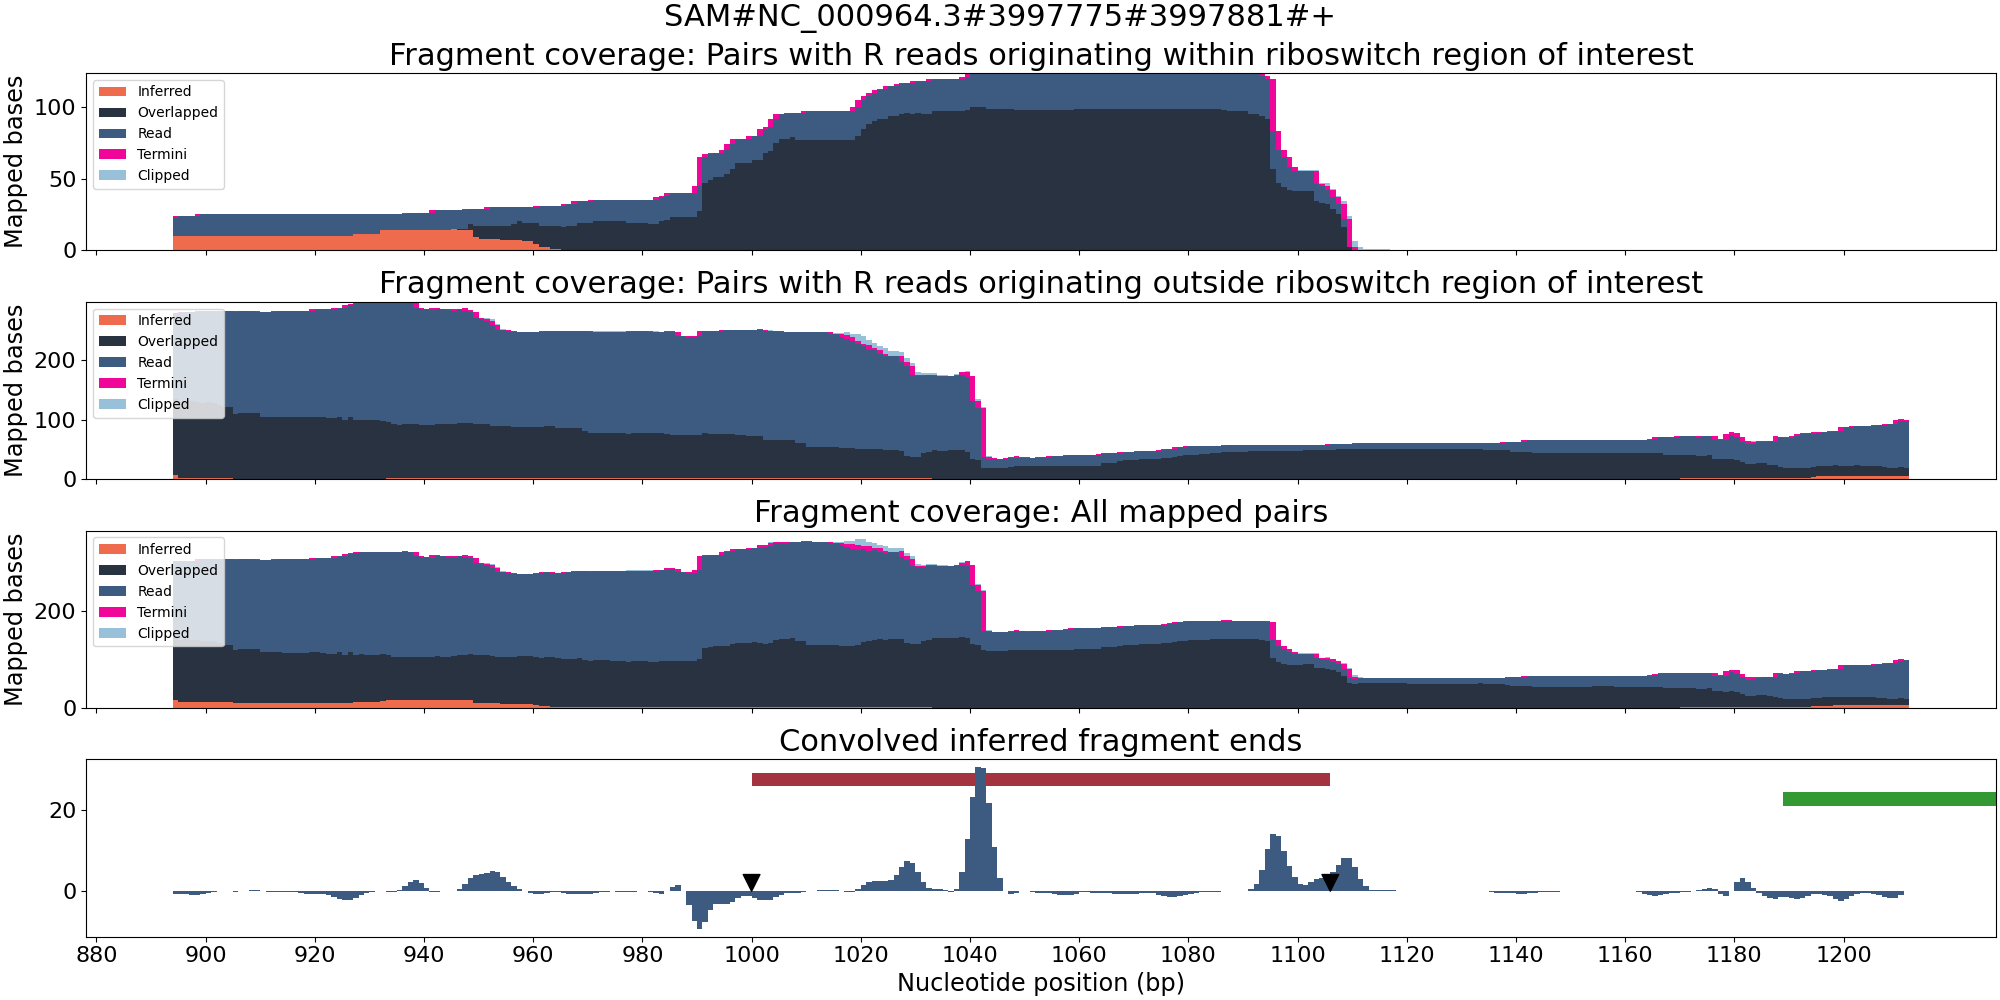 SAM#NC_000964.3#3997775#3997881#+
Fragment coverage: Pairs with R reads originating within riboswitch region of interest
Mapped bases
100
50
0
Inferred
Overlapped
Read
Termini
Clipped
Fragment coverage: Pairs with R reads originating outside riboswitch region of interest
Mapped bases
200
100
0
Inferred
Overlapped
Read
Termini
Clipped
Fragment coverage: All mapped pairs
Mapped bases
200
0
Inferred
Overlapped
Read
Termini
Clipped
Convolved inferred fragment ends
20
0
880 900 920 940 960 980 1000 1020 1040 1060 1080 1100 1120 1140 1160 1180 1200
Nucleotide position (bp)